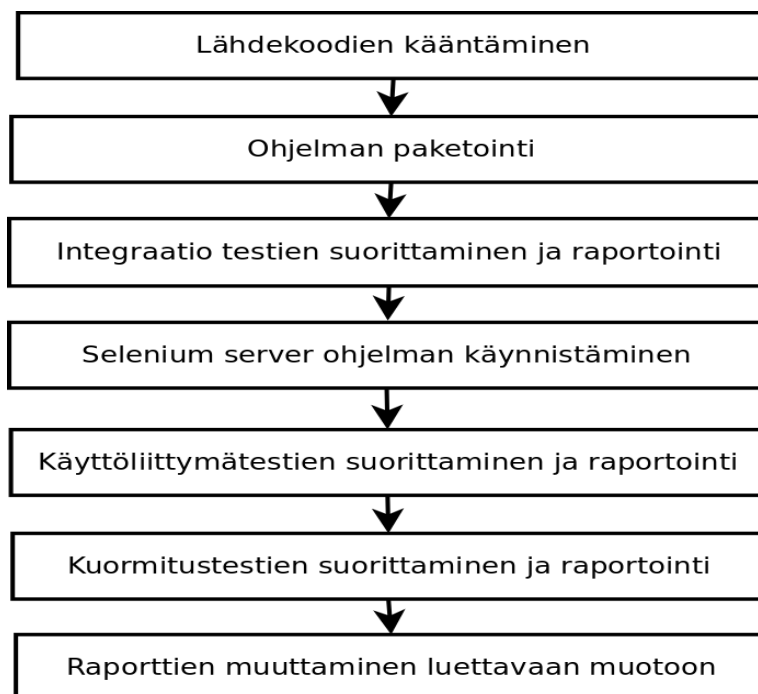 Lähdekoodien kääntäminen
Ohjelman paketointi
Integraatio testien suorittaminen ja raportointi
Selenium server ohjelman käynnistäminen
Käyttöliittymätestien suorittaminen ja raportointi
Kuormitustestien suorittaminen ja raportointi
Raporttien muuttaminen luettavaan muotoon